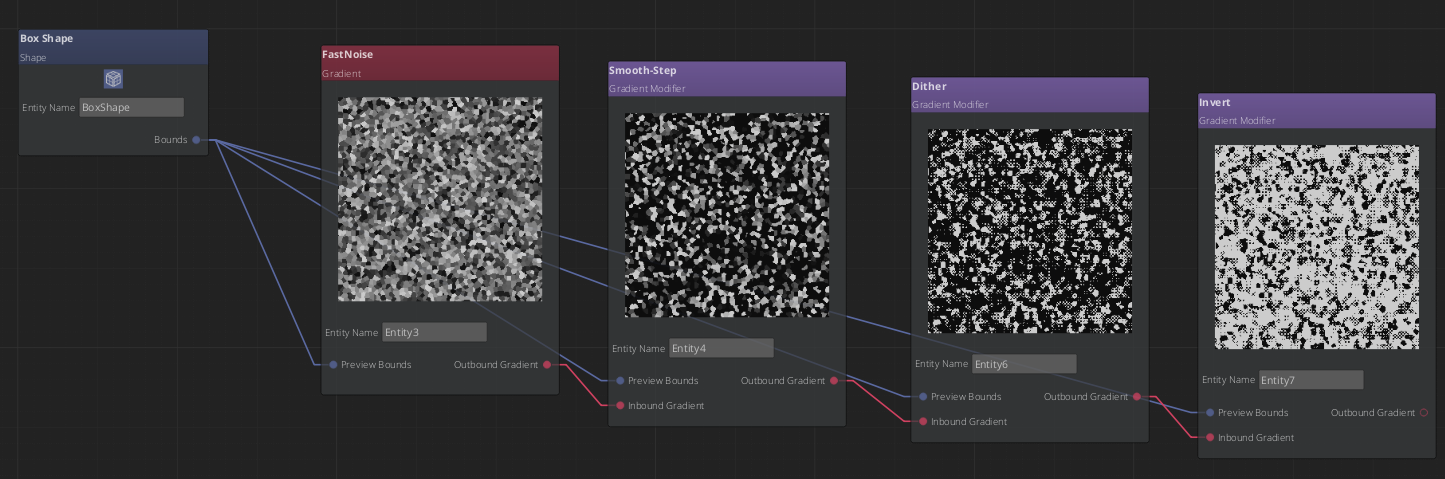 Box Shape
Shape
Entity Name BoxShape
Bounds
FastNoise
Gradient
Entity Name Entity3
Preview Bounds Outbound Gradient
Smooth-Step
Gradient Modifier
Entity Name Entity4
Preview Bounds Outbound Gradient
Inbound Gradient
Dither
Gradient Modifier
Entity Name Entity6
Preview Bounds Outbound Gradient
Inbound Gradient
Invert
Gradient Modifier
Entity Name Entity7
Preview Bounds Outbound Gradient
Inbound Gradient